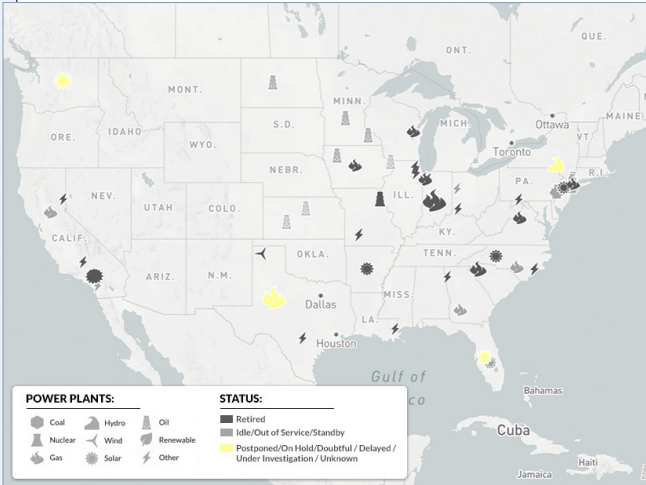 ONT.
QUE.
MONT.
MINN.
Ottawa
MAINE
ORE.
IDAHO
S.D.
MICH.
VT.
WYO.
Toronto
NEBR.
R.I.
NEV.
PA.
UTAH
COLO.
ILL.
CALIF.
KY.
OKLA.
TENN.
ARIZ.
N.M.
MISS.
Dallas
LA.
Houston
Gulf of
co
Bahamas
Cuba
Haiti
Jamaica
POWER PLANTS:
Coal
Hydro
Oil
Nuclear
Wind
Renewable
Gas
Solar
Other
STATUS:
Retired
Idle/Out of Service/Standby
Postponed/On Hold/Doubtful / Delayed /
Under Investigation / Unknown